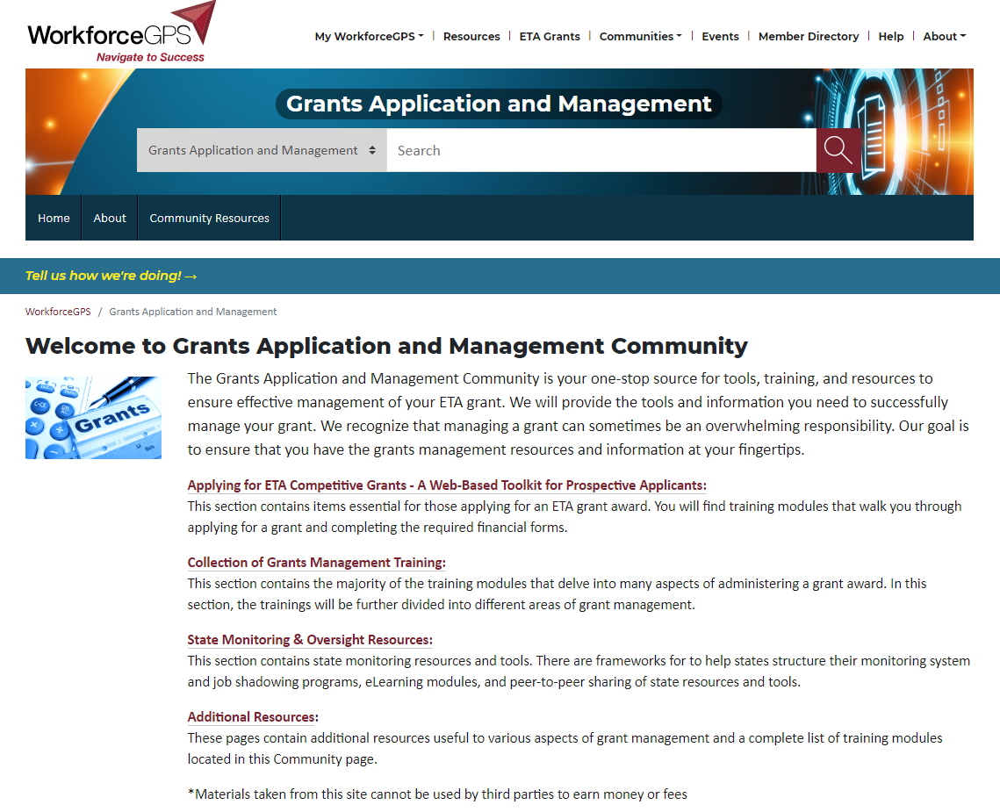 WorkforceGPS
Navigate to Success
My WorkforceGPS
Resources
ETA Grants
Communities
Events
Member Directory
Help
About
Grants Application and Management
Grants Application and Management
Search
Home
About
Community Resources
Tell us how we're doing! →
WorkforceGPS / Grants Application and Management
Welcome to Grants Application and Management Community
Grants
The Grants Application and Management Community is your one-stop source for tools, training, and resources to
ensure effective management of your ETA grant. We will provide the tools and information you need to successfully
manage your grant. We recognize that managing a grant can sometimes be an overwhelming responsibility. Our goal is
to ensure that you have the grants management resources and information at your fingertips.
Applying for ETA Competitive Grants - A Web-Based Toolkit for Prospective Applicants:
This section contains items essential for those applying for an ETA grant award. You will find training modules that walk you through
applying for a grant and completing the required financial forms.
Collection of Grants Management Training:
This section contains the majority of the training modules that delve into many aspects of administering a grant award. In this
section, the trainings will be further divided into different areas of grant management.
State Monitoring & Oversight Resources:
This section contains state monitoring resources and tools. There are frameworks for to help states structure their monitoring system
and job shadowing programs, eLearning modules, and peer-to-peer sharing of state resources and tools.
Additional Resources:
These pages contain additional resources useful to various aspects of grant management and a complete list of training modules
located in this Community page.
*Materials taken from this site cannot be used by third parties to earn money or fees